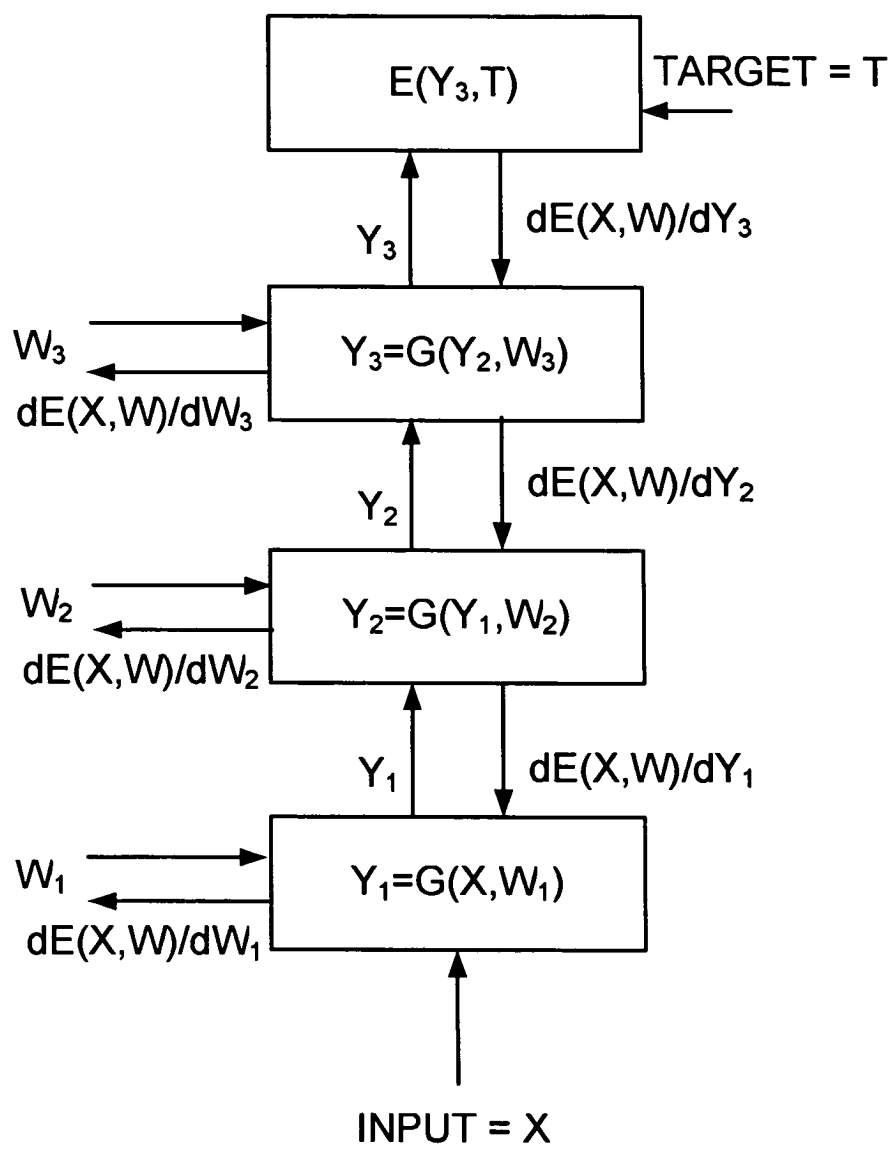 E(Y₃,T)
TARGET = T
dE(X,W)/dY₃
Y₃
W₃
Y₃=G(Y₂,W₃)
dE(X,W)/dW₃
dE(X,W)/dY₂
Y₂
W₂
Y₂=G(Y₁,W₂)
dE(X,W)/dW₂
Y₁
dE(X,W)/dY₁
W₁
Y₁=G(X,W₁)
dE(X,W)/dW₁
INPUT = X